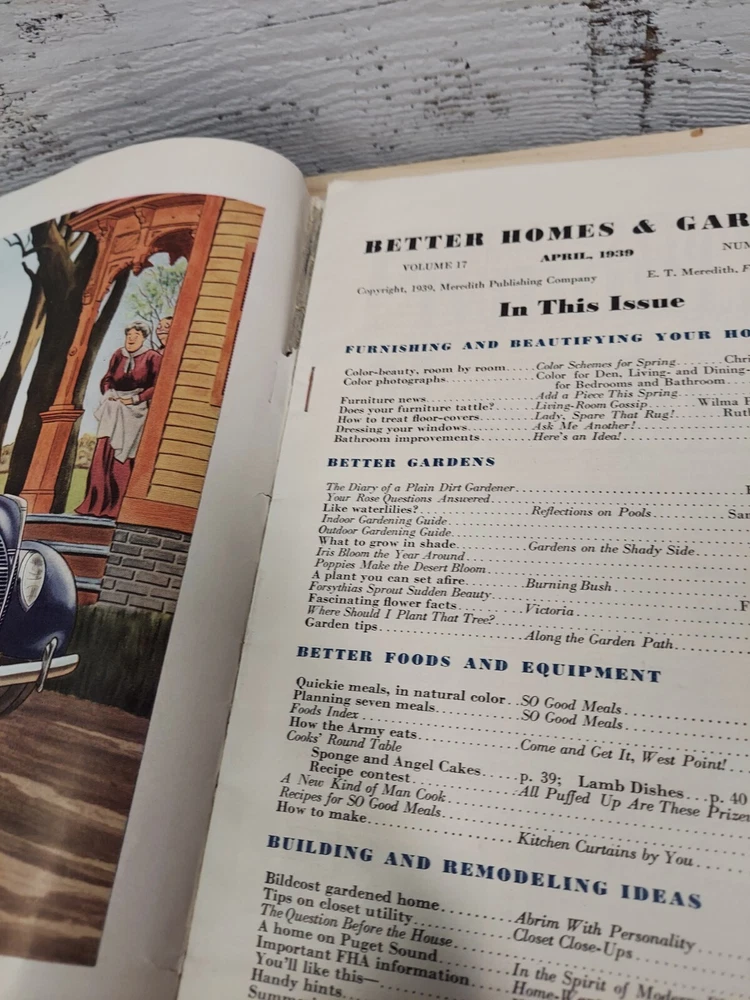 BETTER HOMES & GAR
VOLUME 17 APRIL, 1939 NUM
Copyright, 1939, Meredith Publishing Company E. T. Meredith,
In This Issue
FURNISHING AND BEAUTIFYING YOUR HO
Color-beauty, room by room.....Color Schemes for Spring.......Chri
Color photographs..............Color for Den, Living- and Dining-
for Bedrooms and Bathroom....
Furniture news.................Add a Piece This Spring......
Does your furniture tattle?....Living-Room Gossip.......Wilma
How to treat floor-covers......Lady, Spare That Rug!.......Rut
Dressing your windows..........Ask Me Another!.......
Bathroom improvements..........Here's an Idea!.......
BETTER GARDENS
The Diary of a Plain Dirt Gardener.......
Your Rose Questions Answered.......
Like waterlilies?..............Reflections on Pools.......San
Indoor Gardening Guide.......
Outdoor Gardening Guide.......
What to grow in shade..........Gardens on the Shady Side.......
Iris Bloom the Year Around.......
Poppies Make the Desert Bloom.......
A plant you can set afire......Burning Bush.......
Forsythias Sprout Sudden Beauty.......
Fascinating flower facts.......Victoria.......F
Where Should I Plant That Tree?.......
Garden tips....................Along the Garden Path.......
BETTER FOODS AND EQUIPMENT
Quickie meals, in natural color..SO Good Meals.......
Planning seven meals...........SO Good Meals.......
Foods Index.......
How the Army eats..............Come and Get It, West Point!....
Cooks' Round Table
Sponge and Angel Cakes.....p. 39; Lamb Dishes...p. 40
Recipe contest.................All Puffed Up Are These Prizew
A New Kind of Man Cook.......
Recipes for SO Good Meals.......
How to make....................Kitchen Curtains by You.....
BUILDING AND REMODELING IDEAS
Bildcost gardened home.........Abrim With Personality.......
Tips on closet utility.........Closet Close-Ups.......
The Question Before the House.......
A home on Puget Sound..........In the Spirit of Mode
Important FHA information......Home-
You'll like this—
Handy hints.......